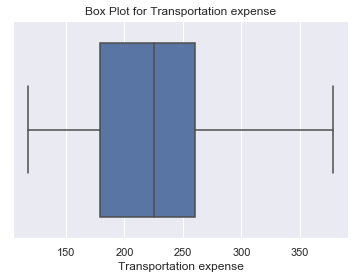 Box Plot for Transportation expense
150 200 250 300 350
Transportation expense